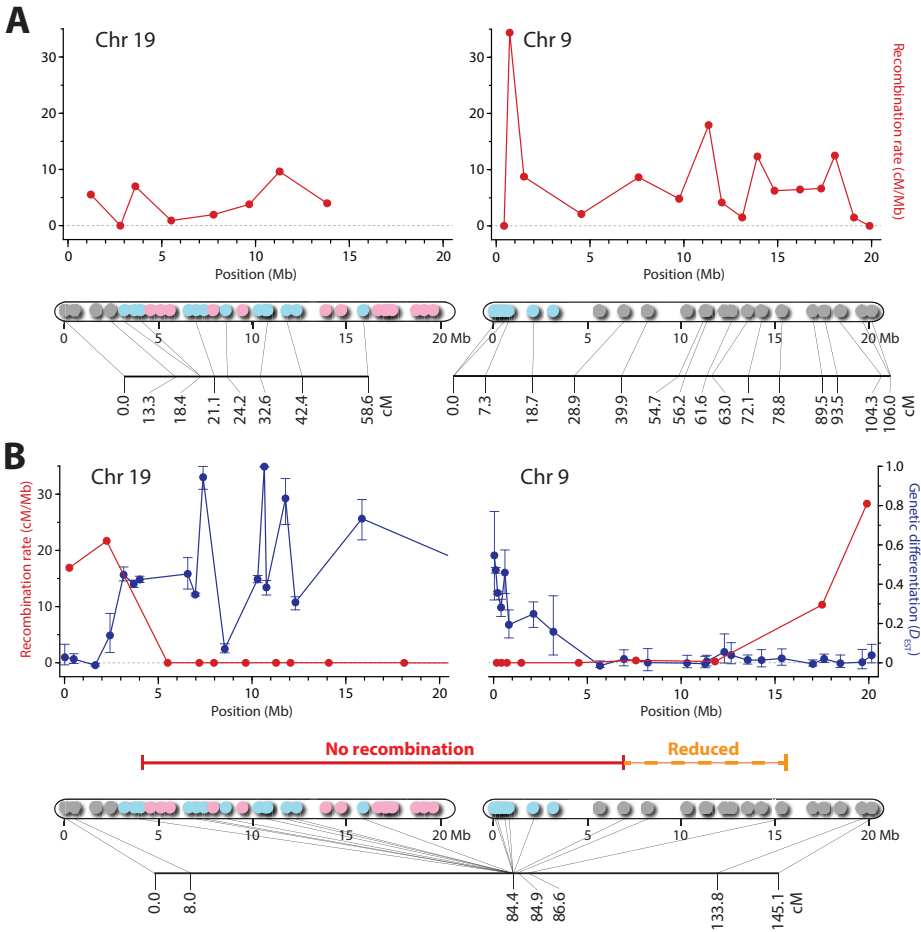 A
Chr 19
Chr 9
30
20
10
0
30
20
10
0
Recombination rate (cM/Mb)
0 5 10 15 20
0 5 10 15 20
Position (Mb)
Position (Mb)
0 5 10 15 20 Mb
0 5 10 15 20 Mb
0.0 13.3 18.4 21.1 24.2 32.6 42.4 58.6 cM
0.0 7.3 18.7 28.9 39.9 54.7 56.2 61.6 63.0 72.1 78.8 89.5 93.5 104.3 106.0 cM
B
Chr 19
Chr 9
Recombination rate (cM/Mb)
30
20
10
0
1.0
0.8
0.6
0.4
0.2
0
Genetic differentiation (D_EST)
0 5 10 15 20
0 5 10 15 20
Position (Mb)
Position (Mb)
No recombination
Reduced
0 5 10 15 20 Mb
0 5 10 15 20 Mb
0.0 8.0 84.4 84.9 86.6 133.8 145.1 cM